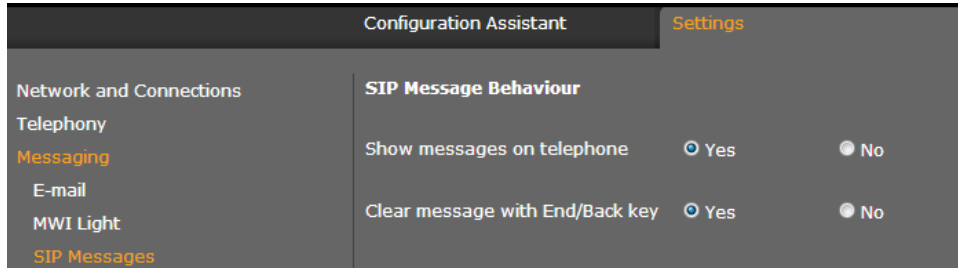 Configuration Assistant Settings
Network and Connections
Telephony
Messaging
E-mail
MWI Light
SIP Messages
SIP Message Behaviour
Show messages on telephone Yes No
Clear message with End/Back key Yes No